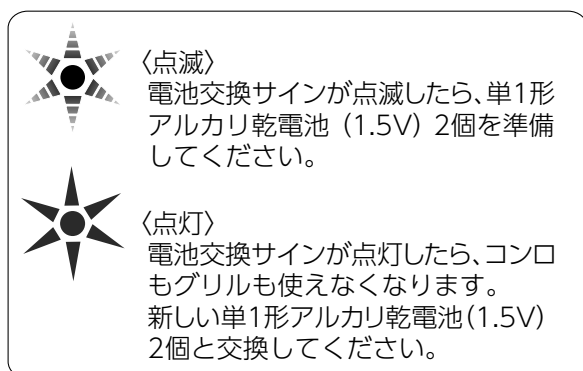 〈点滅〉
電池交換サインが点滅したら、単1形
アルカリ乾電池（1.5V）2個を準備
してください。
〈点灯〉
電池交換サインが点灯したら、コンロ
もグリルも使えなくなります。
新しい単1形アルカリ乾電池（1.5V）
2個と交換してください。